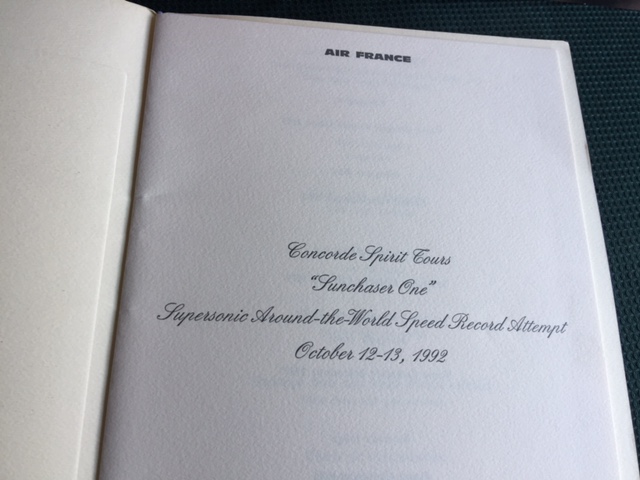 AIR FRANCE
Concorde Spirit Tours
"Sunchaser One"
Supersonic Around-the-World Speed Record Attempt
October 12-13, 1992